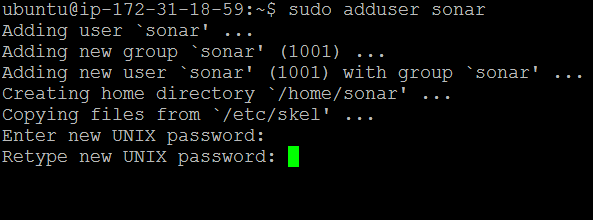 ubuntu@ip-172-31-18-59:~$ sudo adduser sonar
Adding user `sonar' ...
Adding new group `sonar' (1001) ...
Adding new user `sonar' (1001) with group `sonar' ...
Creating home directory `/home/sonar' ...
Copying files from `/etc/skel' ...
Enter new UNIX password:
Retype new UNIX password: